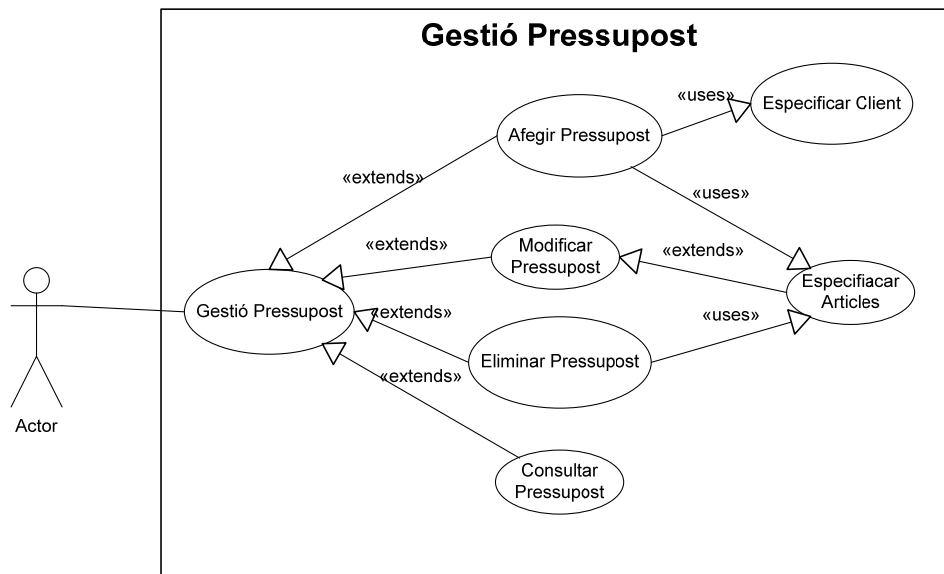 Gestió Pressupost
«uses»
Especificar Client
Afegir Pressupost
«extends»
«uses»
«extends»
Modificar
Pressupost
«extends»
Especifiacar
Articles
Gestió Pressupost
«extends»
«uses»
Eliminar Pressupost
«extends»
Actor
Consultar
Pressupost